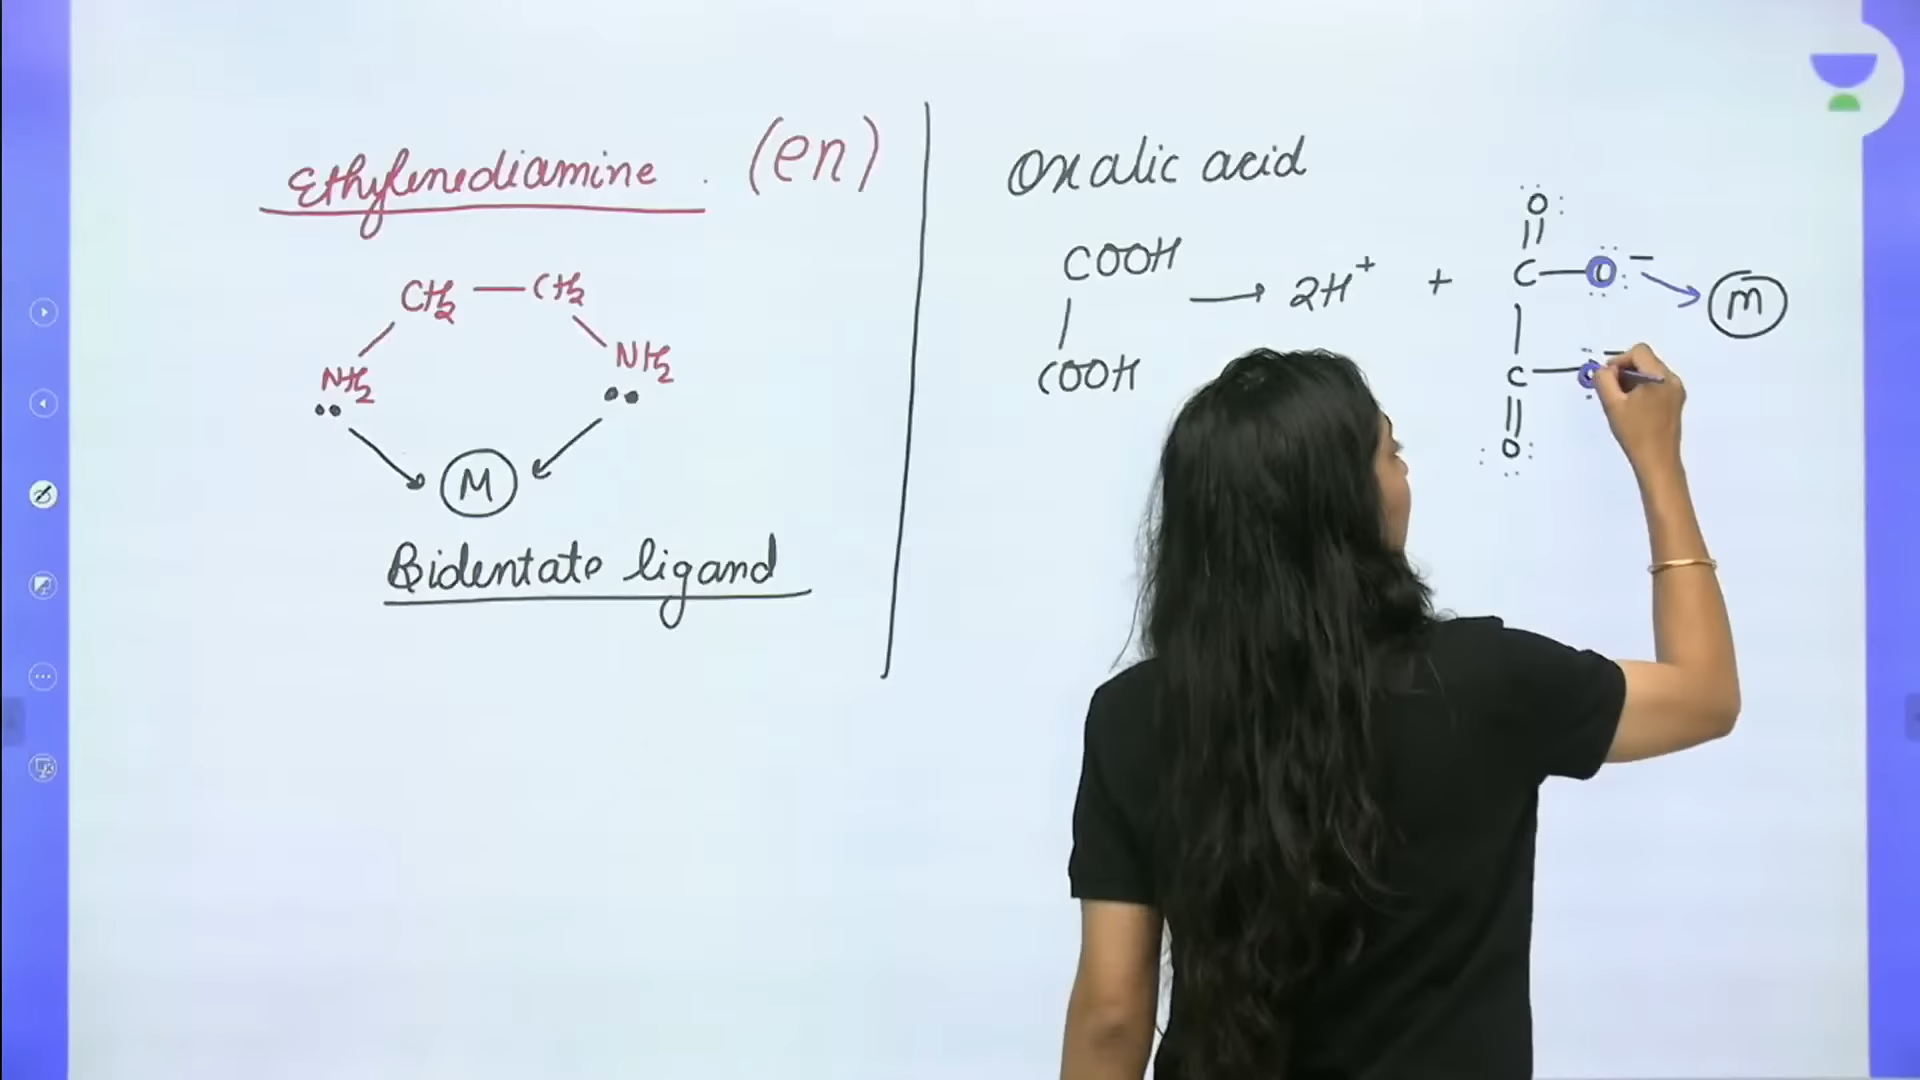 Ethylenediamine (en)
CH2 — CH2
NH2 NH2
M
Bidentate ligand
Oxalic acid
COOH
COOH
→ 2H+ +
O
C — O −
M
C — O −
O